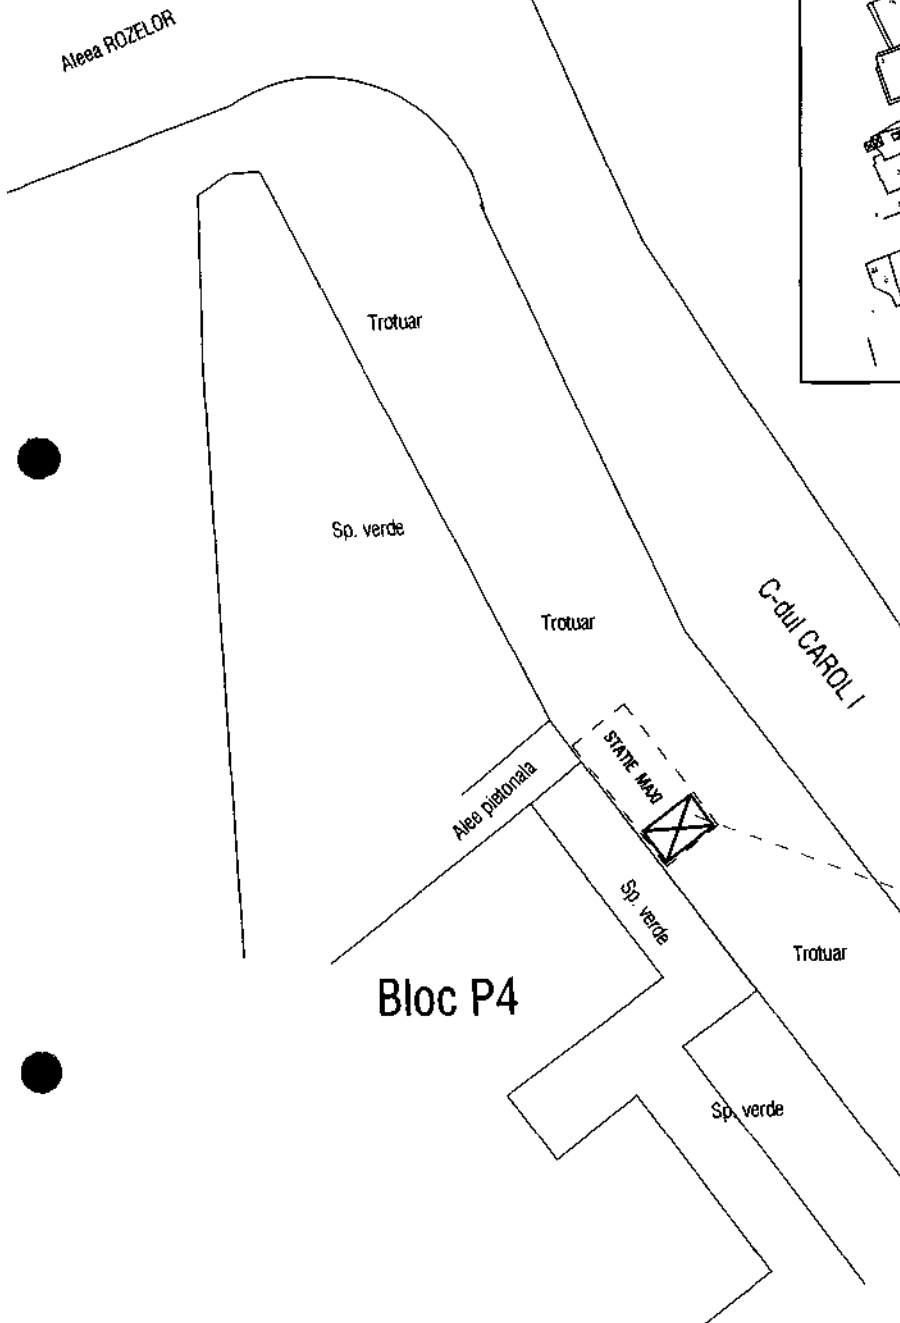 Aleea ROZELOR
Trotuar
Sp. verde
Trotuar
C-dul CAROL I
STATIE MAXI
Alee pietonala
Sp. verde
Trotuar
Bloc P4
Sp. verde